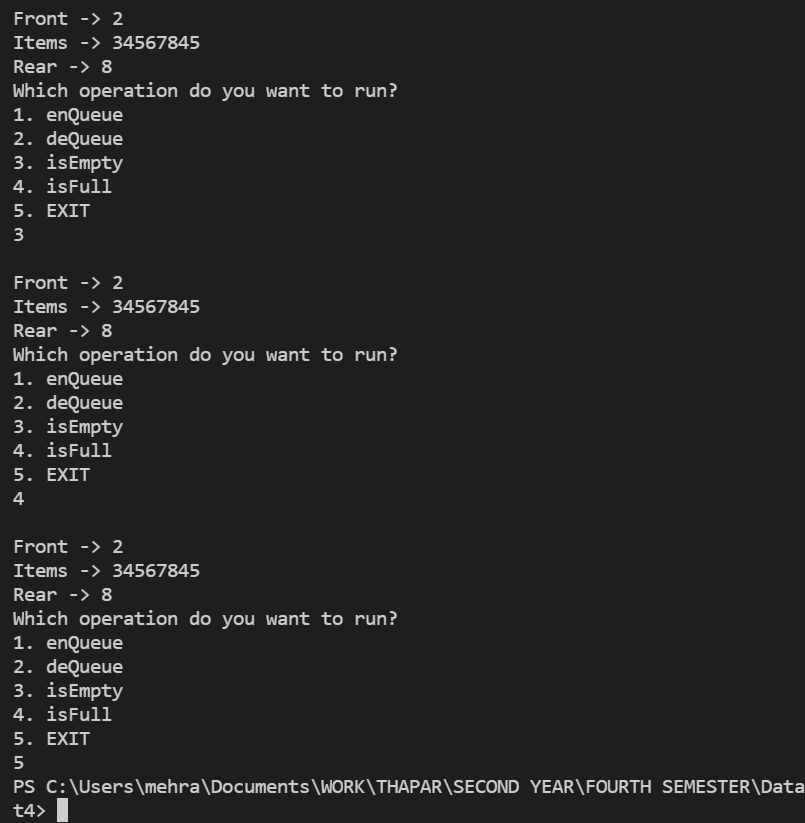 Front -> 2
Items -> 34567845
Rear -> 8
Which operation do you want to run?
1. enQueue
2. deQueue
3. isEmpty
4. isFull
5. EXIT
3
Front -> 2
Items -> 34567845
Rear -> 8
Which operation do you want to run?
1. enQueue
2. deQueue
3. isEmpty
4. isFull
5. EXIT
4
Front -> 2
Items -> 34567845
Rear -> 8
Which operation do you want to run?
1. enQueue
2. deQueue
3. isEmpty
4. isFull
5. EXIT
5
PS C:\Users\mehra\Documents\WORK\THAPAR\SECOND YEAR\FOURTH SEMESTER\Data
t4>